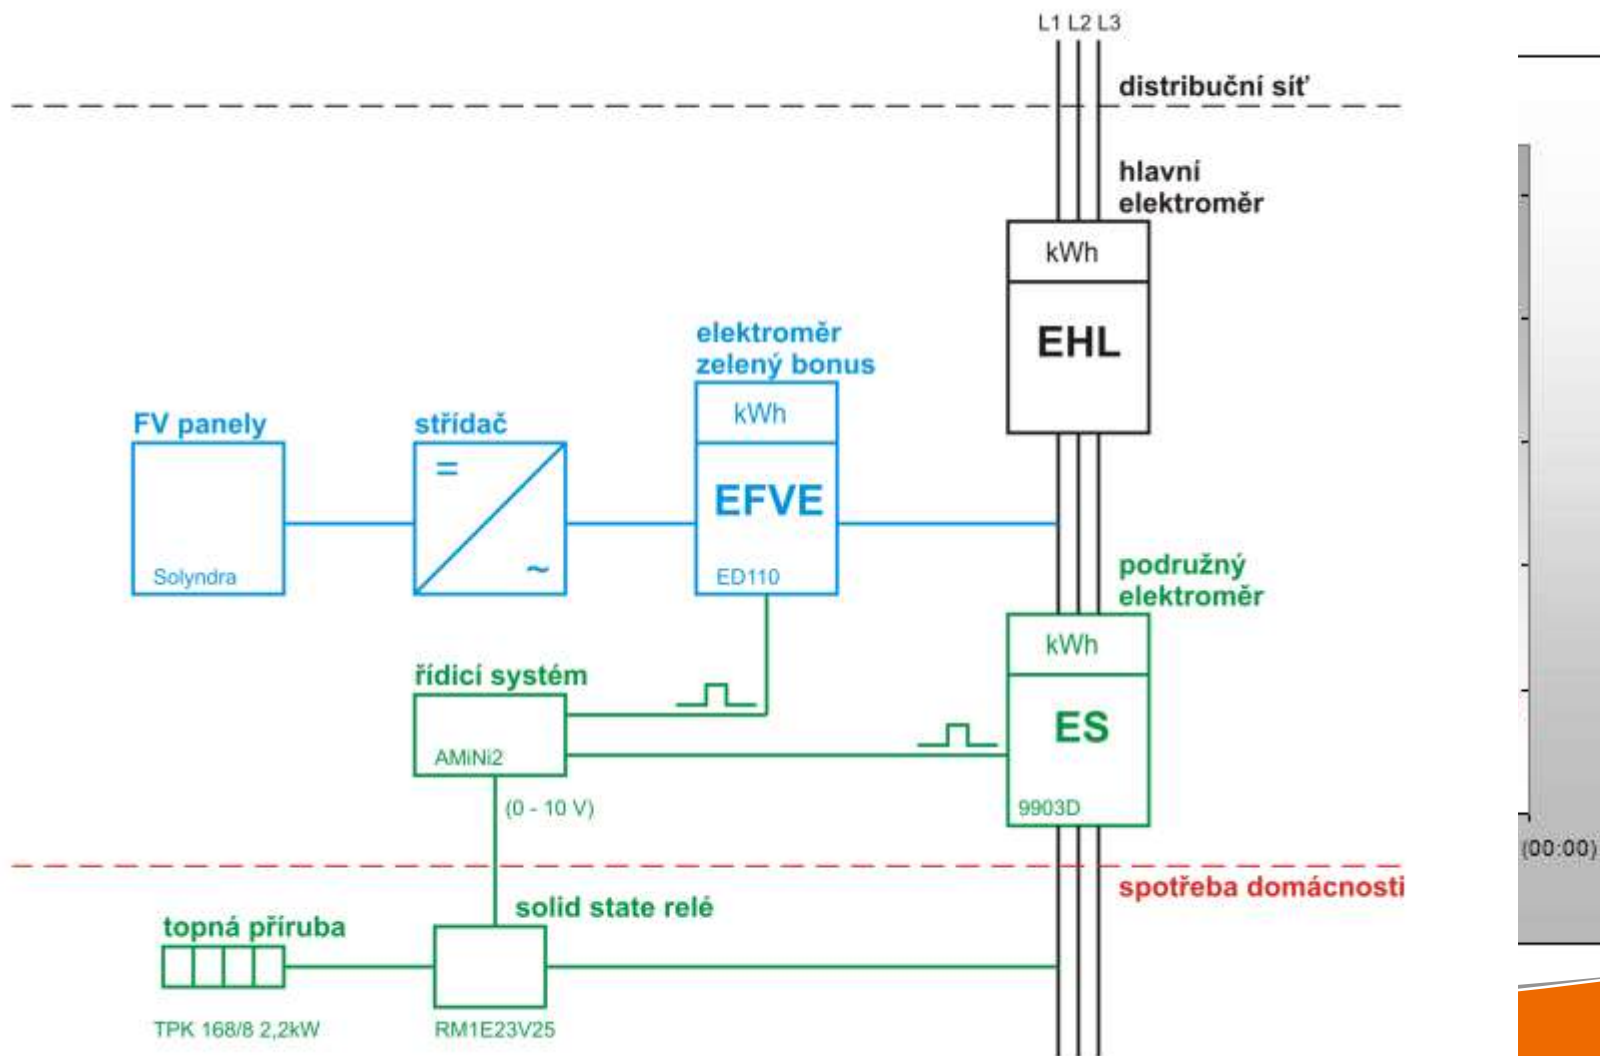 L1 L2 L3
distribuční síť
hlavní
elektroměr
kWh
EHL
elektroměr
zelený bonus
kWh
EFVE
ED110
FV panely
Solyndra
střídač
=
~
podružný
elektroměr
kWh
ES
9903D
řídicí systém
AMiNi2
(0 - 10 V)
(00:00)
spotřeba domácnosti
solid state relé
topná příruba
TPK 168/8 2,2kW
RM1E23V25